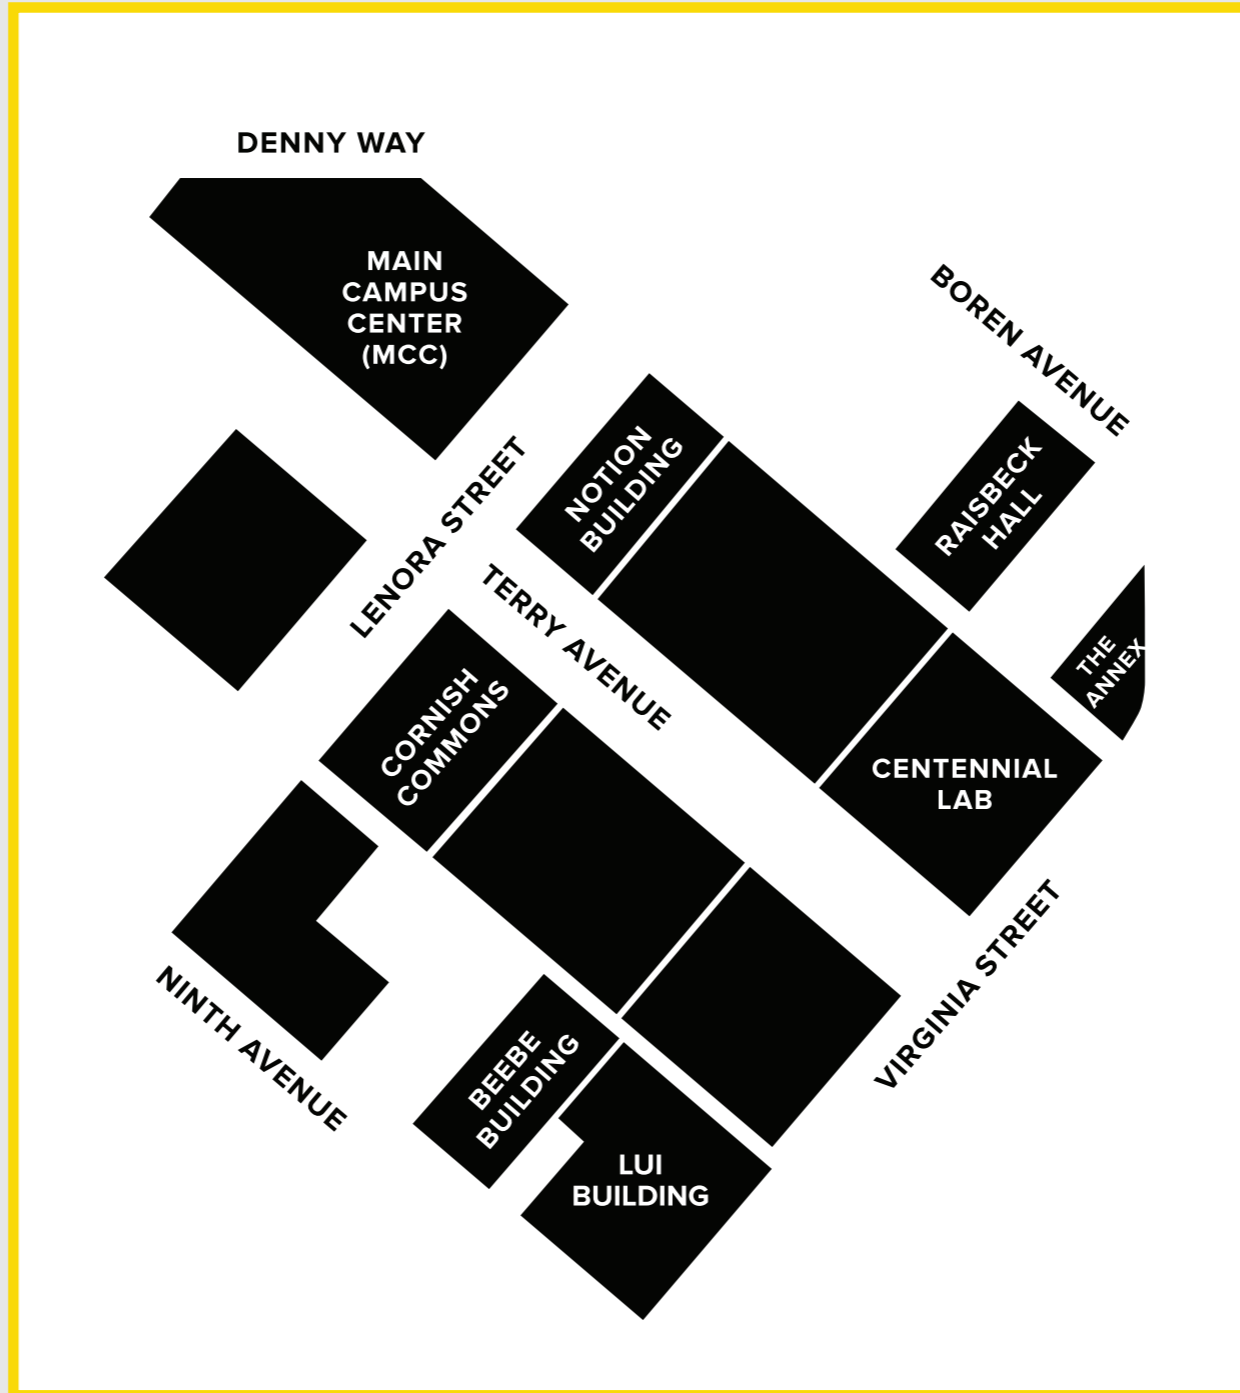 DENNY WAY
MAIN
CAMPUS
CENTER
(MCC)
BOREN AVENUE
NOTION
BUILDING
RAISBECK
HALL
LENORA STREET
TERRY AVENUE
THE
ANNEX
CORNISH
COMMONS
CENTENNIAL
LAB
NINTH AVENUE
VIRGINIA STREET
BEEBE
BUILDING
LUI
BUILDING